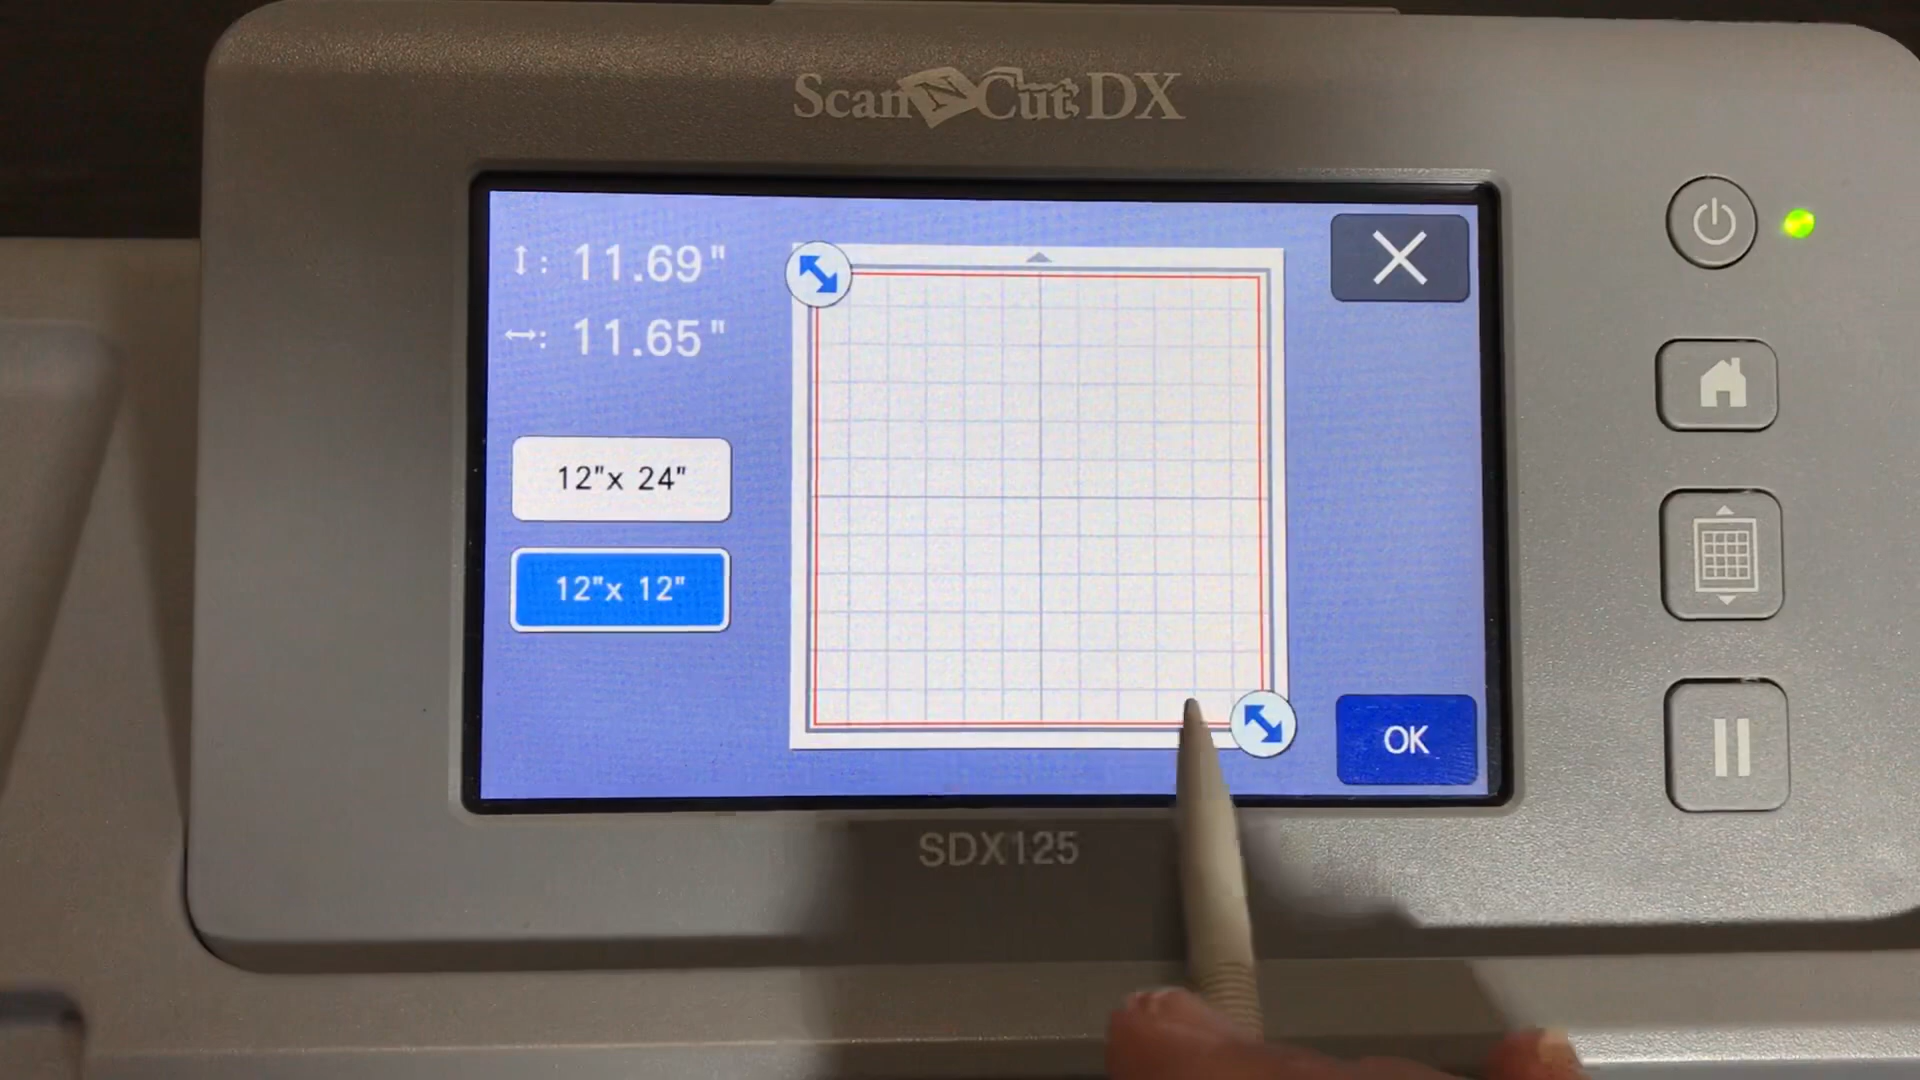 ScanNCut DX
↕: 11.69"
↔: 11.65"
12"x 24"
12"x 12"
OK
SDX125